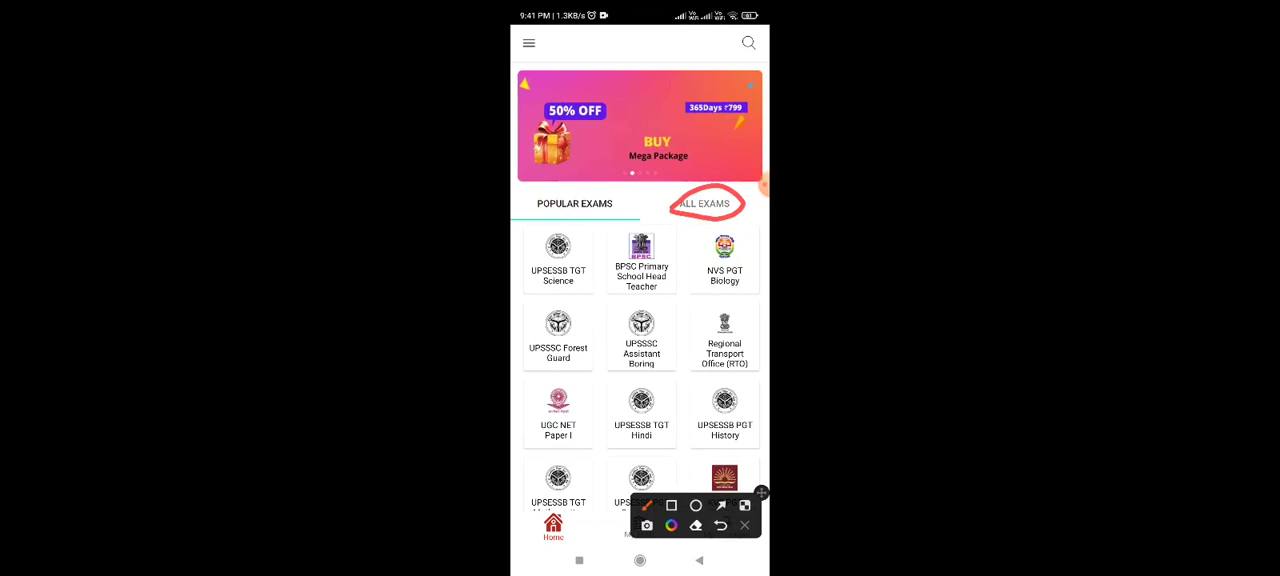 9:41 PM | 1.3KB/s
50% OFF
365Days ₹799
BUY
Mega Package
POPULAR EXAMS
ALL EXAMS
UPSESSB TGT
Science
BPSC
BPSC Primary
School Head
Teacher
NVS PGT
Biology
UPSSSC Forest
Guard
UPSSSC
Assistant
Boring
Regional
Transport
Office (RTO)
UGC NET
Paper I
UPSESSB TGT
Hindi
UPSESSB PGT
History
UPSESSB TGT
Home